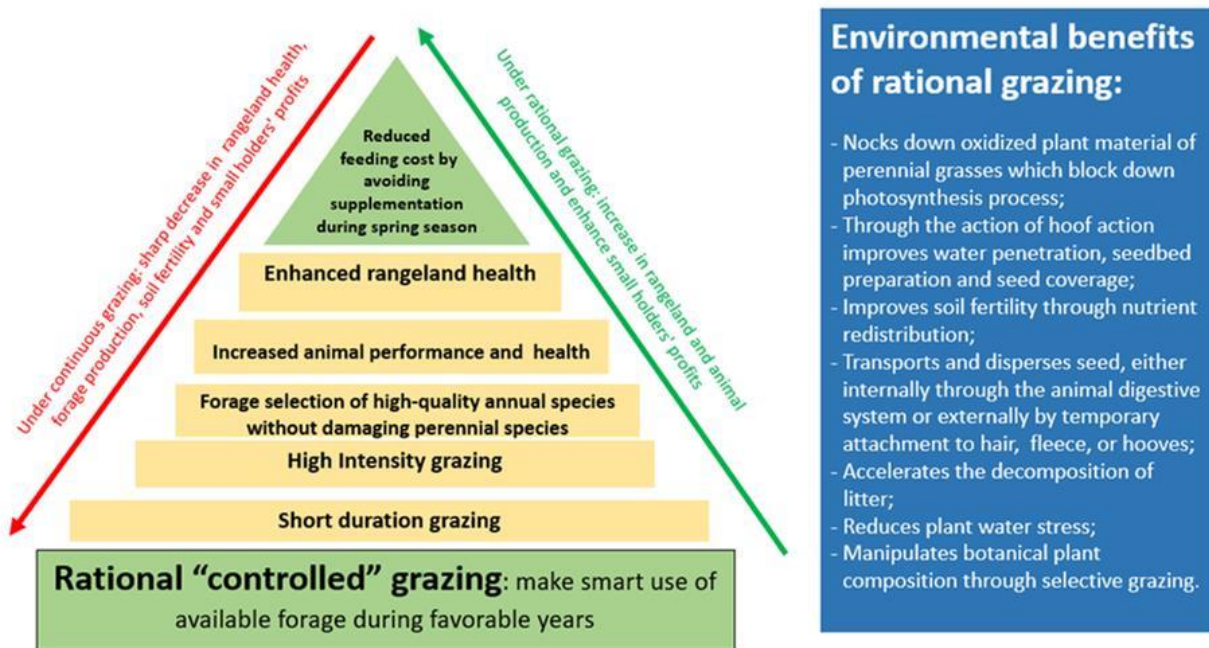 Under continuous grazing: sharp decrease in rangeland health,
forage production, soil fertility and small holders' profits
Under rational grazing: increase in rangeland and animal
production and enhance small holders' profits
Reduced
feeding cost by
avoiding
supplementation
during spring season
Enhanced rangeland health
Increased animal performance and health
Forage selection of high-quality annual species
without damaging perennial species
High Intensity grazing
Short duration grazing
Rational “controlled” grazing: make smart use of
available forage during favorable years
Environmental benefits
of rational grazing:
- Nocks down oxidized plant material of
perennial grasses which block down
photosynthesis process;
- Through the action of hoof action
improves water penetration, seedbed
preparation and seed coverage;
- Improves soil fertility through nutrient
redistribution;
- Transports and disperses seed, either
internally through the animal digestive
system or externally by temporary
attachment to hair, fleece, or hooves;
- Accelerates the decomposition of
litter;
- Reduces plant water stress;
- Manipulates botanical plant
composition through selective grazing.